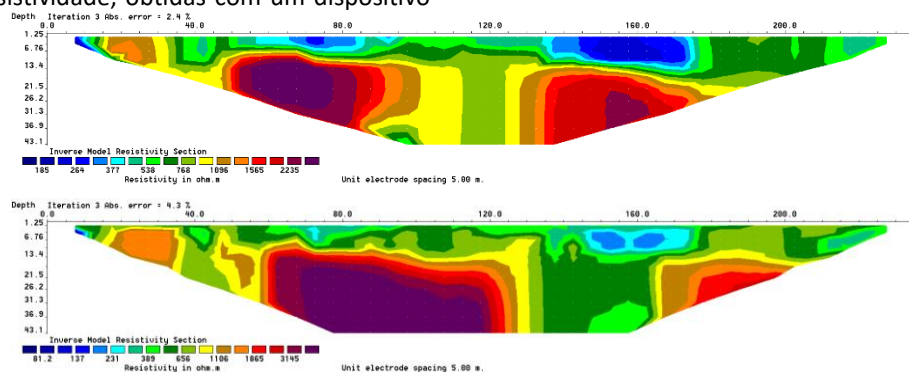 sistividade, obtidas com um dispositivo
Depth Iteration 3 Abs. error = 2.4 %
0.0 40.0 80.0 120.0 160.0 200.0
1.25
6.76
13.4
21.5
26.2
31.3
36.9
43.1
Inverse Model Resistivity Section
185 264 377 538 768 1096 1565 2235
Resistivity in ohm.m Unit electrode spacing 5.00 m.
Depth Iteration 3 Abs. error = 4.3 %
0.0 40.0 80.0 120.0 160.0 200.0
1.25
6.76
13.4
21.5
26.2
31.3
36.9
43.1
Inverse Model Resistivity Section
81.2 137 231 389 656 1106 1865 3145
Resistivity in ohm.m Unit electrode spacing 5.00 m.